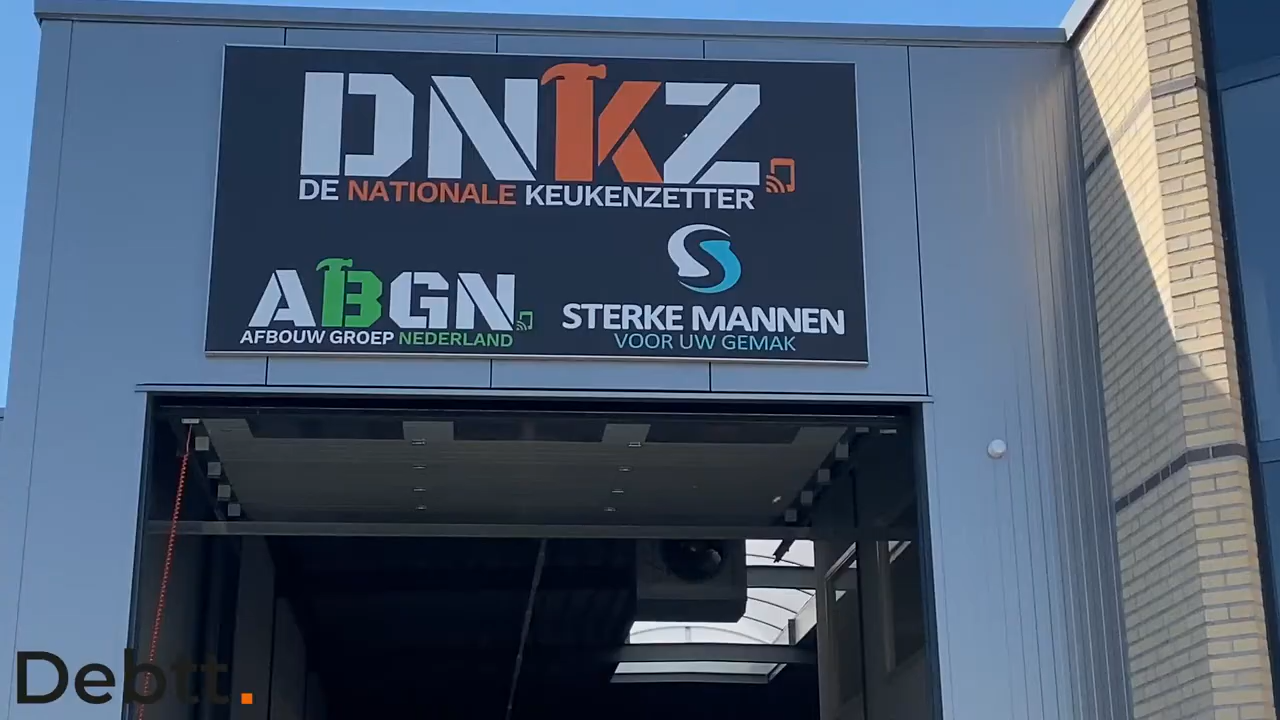 DNKZ
DE NATIONALE KEUKENZETTER
ABGN
AFBOUW GROEP NEDERLAND
STERKE MANNEN
VOOR UW GEMAK
Debtt.